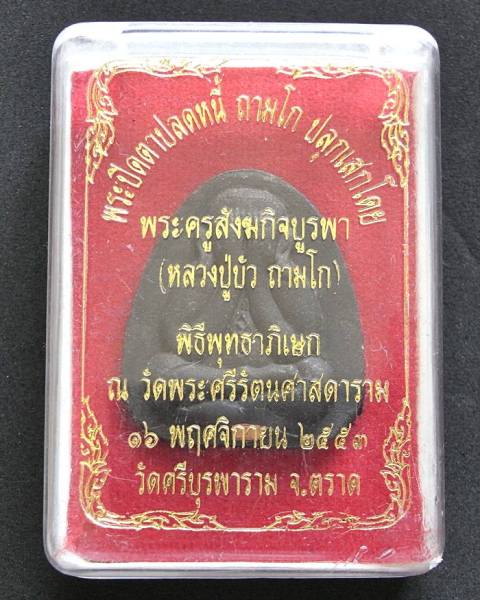 พระปิดตาปลดหนี้ ถามโก ปลุกเสกโดย
พระครูสังฆกิจบูรพา
(หลวงปู่บัว ถามโก)
พิธีพุทธาภิเษก
ณ วัดพระศรีรัตนศาสดาราม
๑๖ พฤศจิกายน ๒๕๕๓
วัดศรีบุรพาราม จ.ตราด